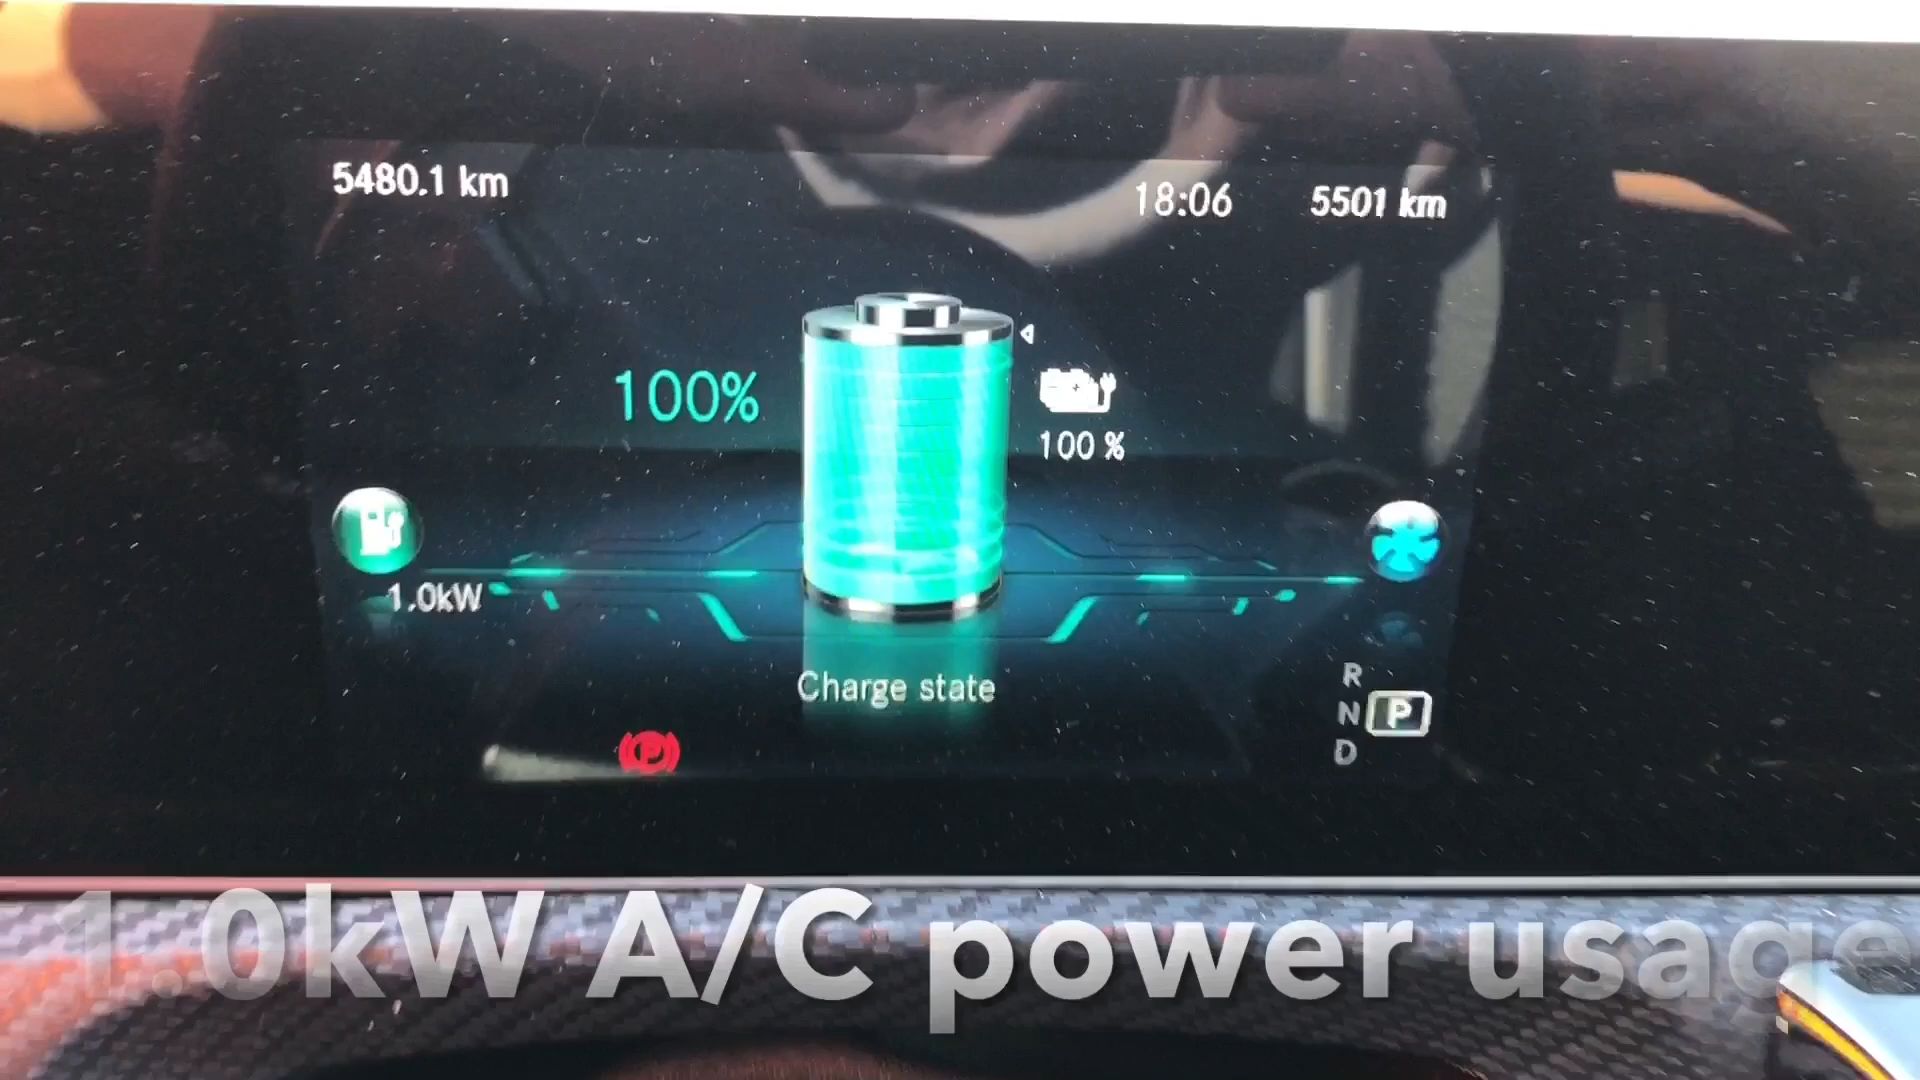 5480.1 km
18:06
5501 km
100%
100 %
1.0kW
Charge state
R
N
P
D
P
1.0kW A/C power usage